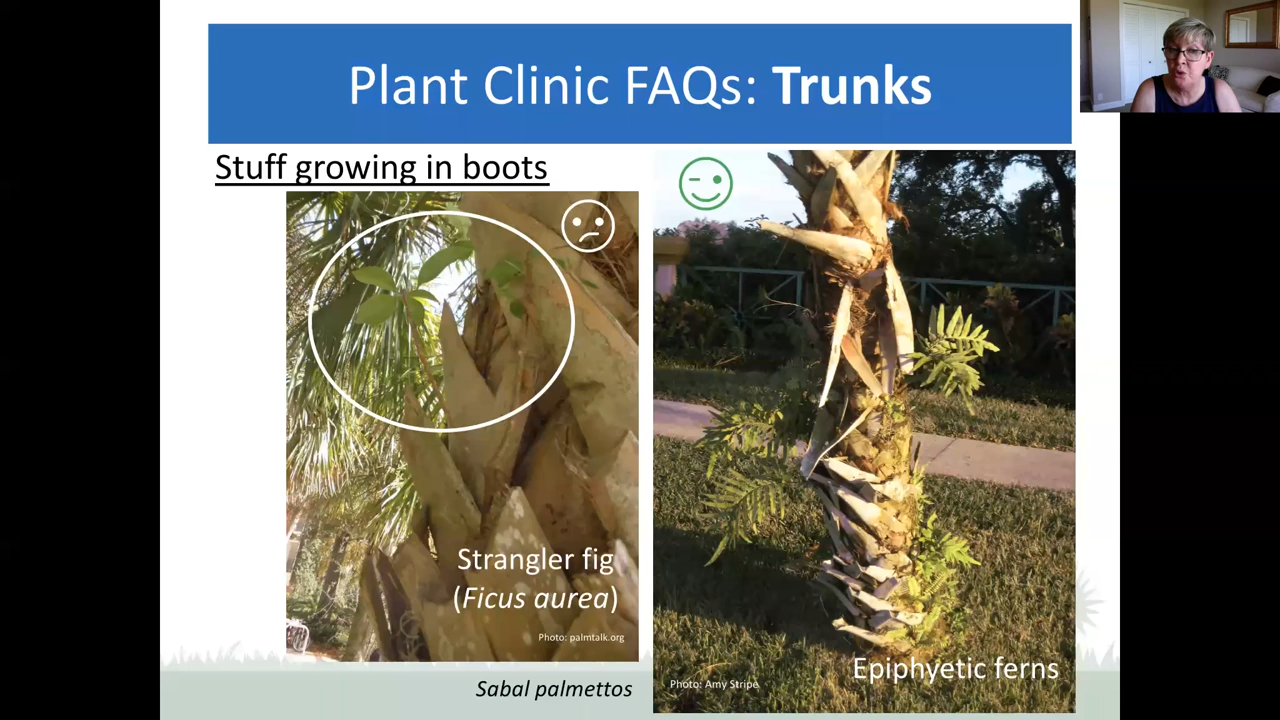 Plant Clinic FAQs: Trunks
Stuff growing in boots
Strangler fig
(Ficus aurea)
Photo: palmtalk.org
Sabal palmettos
Photo: Amy Stripe
Epiphyetic ferns